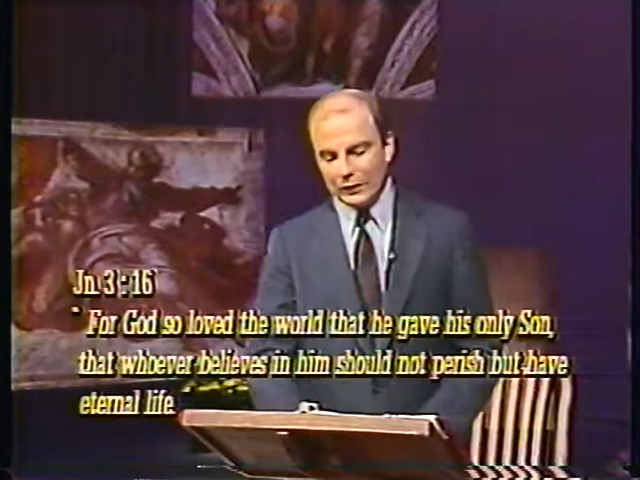 Jn. 3:16
" For God so loved the world that he gave his only Son,
that whoever believes in him should not perish but have
eternal life.